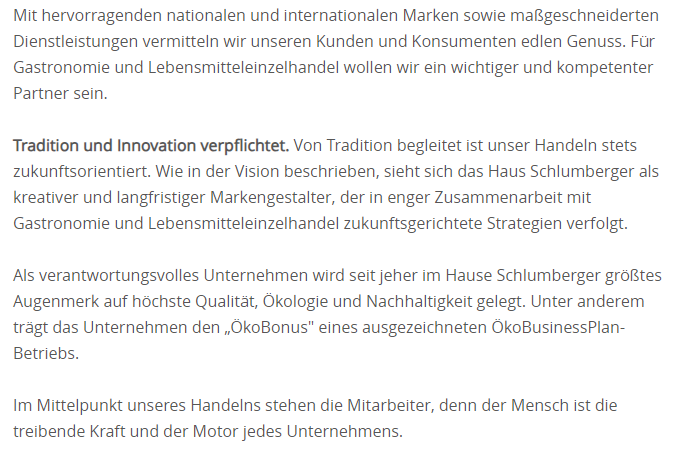 Mit hervorragenden nationalen und internationalen Marken sowie maßgeschneiderten
Dienstleistungen vermitteln wir unseren Kunden und Konsumenten edlen Genuss. Für
Gastronomie und Lebensmitteleinzelhandel wollen wir ein wichtiger und kompetenter
Partner sein.
Tradition und Innovation verpflichtet. Von Tradition begleitet ist unser Handeln stets
zukunftsorientiert. Wie in der Vision beschrieben, sieht sich das Haus Schlumberger als
kreativer und langfristiger Markengestalter, der in enger Zusammenarbeit mit
Gastronomie und Lebensmitteleinzelhandel zukunftsgerichtete Strategien verfolgt.
Als verantwortungsvolles Unternehmen wird seit jeher im Hause Schlumberger größtes
Augenmerk auf höchste Qualität, Ökologie und Nachhaltigkeit gelegt. Unter anderem
trägt das Unternehmen den „ÖkoBonus" eines ausgezeichneten ÖkoBusinessPlan-
Betriebs.
Im Mittelpunkt unseres Handelns stehen die Mitarbeiter, denn der Mensch ist die
treibende Kraft und der Motor jedes Unternehmens.